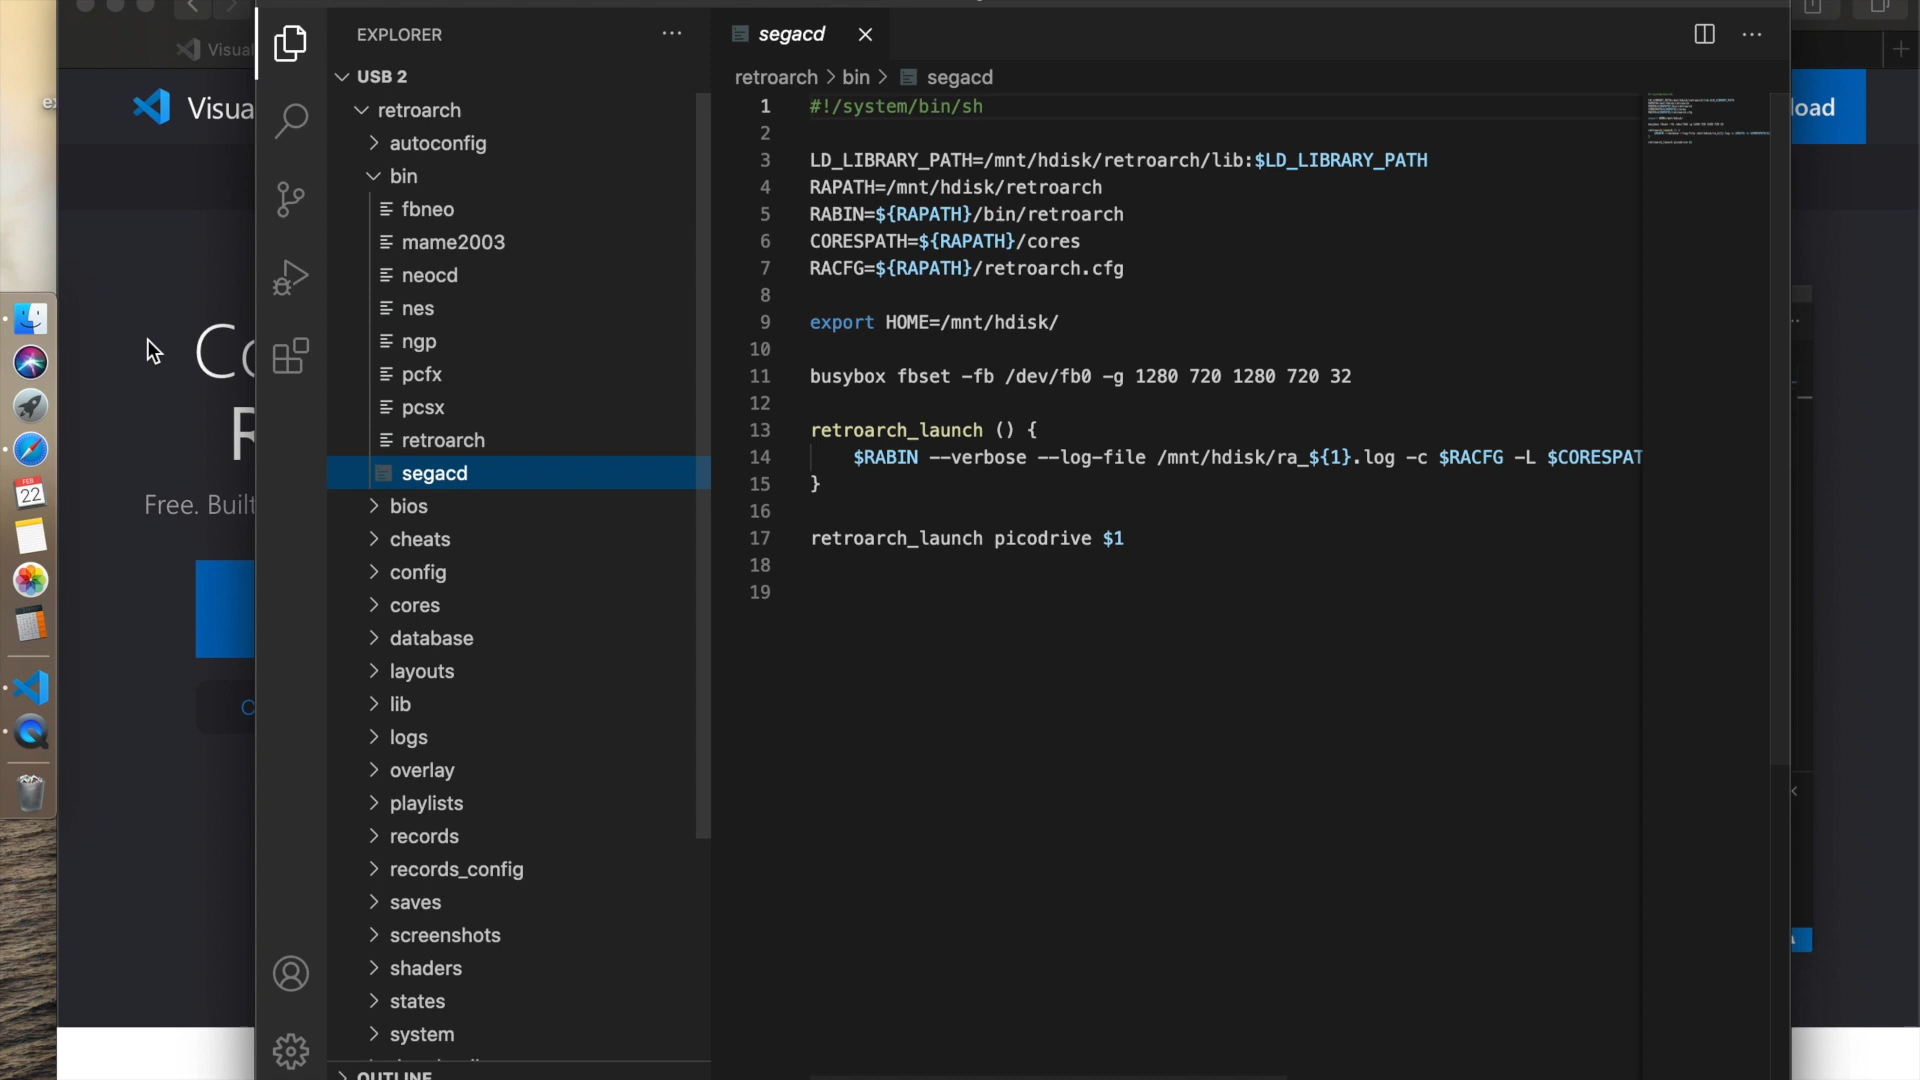 Visua
ex
Visua
load
Co
R
Free. Built
FEB
22
EXPLORER
USB 2
retroarch
autoconfig
bin
fbneo
mame2003
neocd
nes
ngp
pcfx
pcsx
retroarch
segacd
bios
cheats
config
cores
database
layouts
lib
logs
overlay
playlists
records
records_config
saves
screenshots
shaders
states
system
OUTLINE
segacd
retroarch > bin > segacd
1 #!/system/bin/sh
2
3 LD_LIBRARY_PATH=/mnt/hdisk/retroarch/lib:$LD_LIBRARY_PATH
4 RAPATH=/mnt/hdisk/retroarch
5 RABIN=${RAPATH}/bin/retroarch
6 CORESPATH=${RAPATH}/cores
7 RACFG=${RAPATH}/retroarch.cfg
8
9 export HOME=/mnt/hdisk/
10
11 busybox fbset -fb /dev/fb0 -g 1280 720 1280 720 32
12
13 retroarch_launch () {
14 $RABIN --verbose --log-file /mnt/hdisk/ra_${1}.log -c $RACFG -L $CORESPAT
15 }
16
17 retroarch_launch picodrive $1
18
19